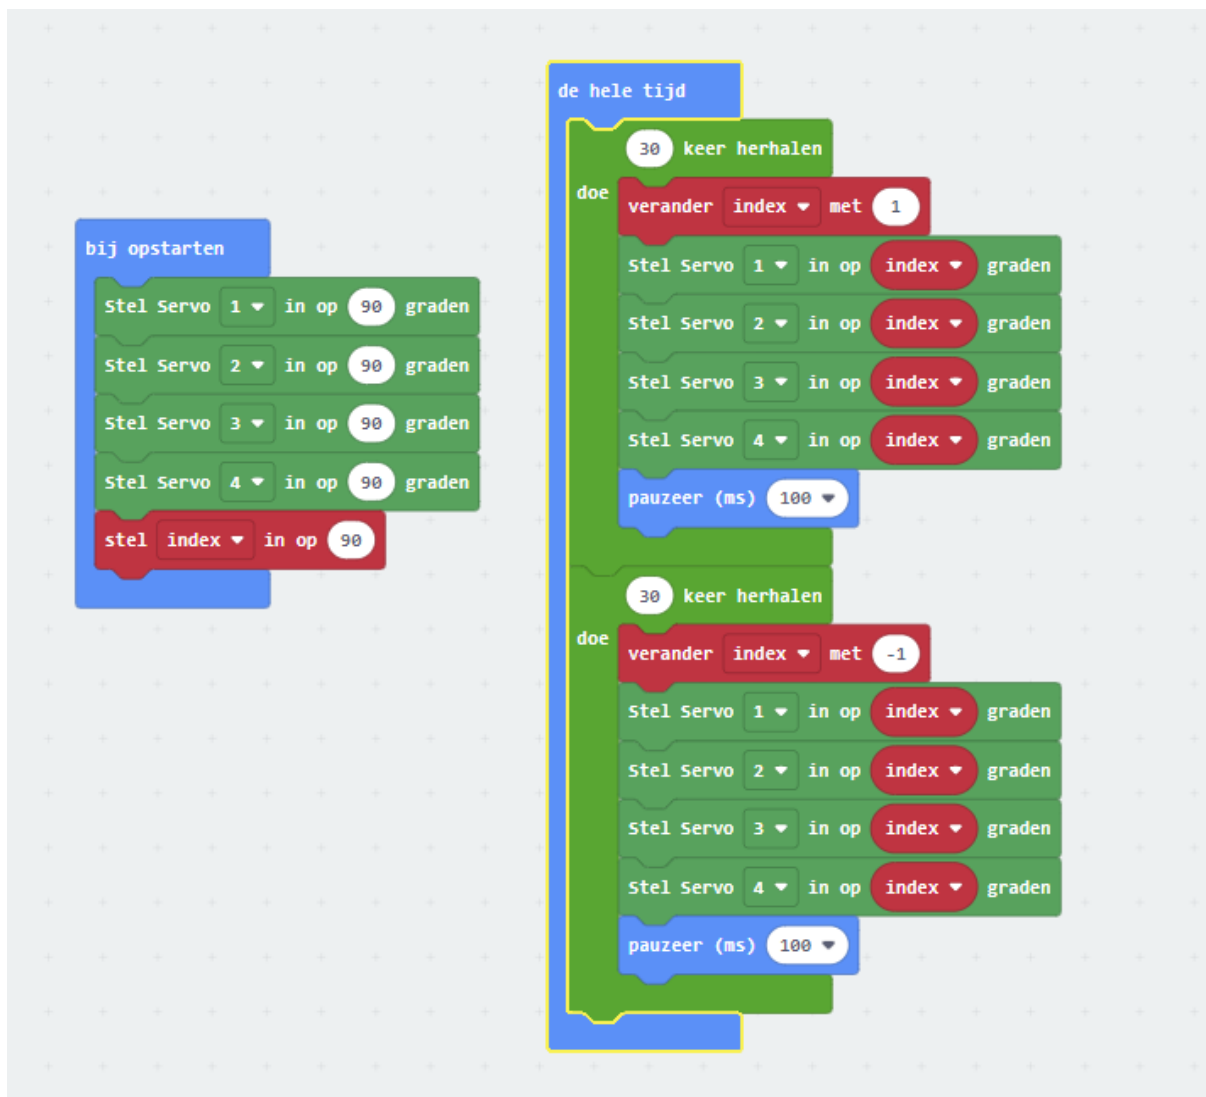 bij opstarten
Stel Servo 1 in op 90 graden
Stel Servo 2 in op 90 graden
Stel Servo 3 in op 90 graden
Stel Servo 4 in op 90 graden
stel index in op 90
de hele tijd
30 keer herhalen
doe
verander index met 1
Stel Servo 1 in op index graden
Stel Servo 2 in op index graden
Stel Servo 3 in op index graden
Stel Servo 4 in op index graden
pauzeer (ms) 100
30 keer herhalen
doe
verander index met -1
Stel Servo 1 in op index graden
Stel Servo 2 in op index graden
Stel Servo 3 in op index graden
Stel Servo 4 in op index graden
pauzeer (ms) 100